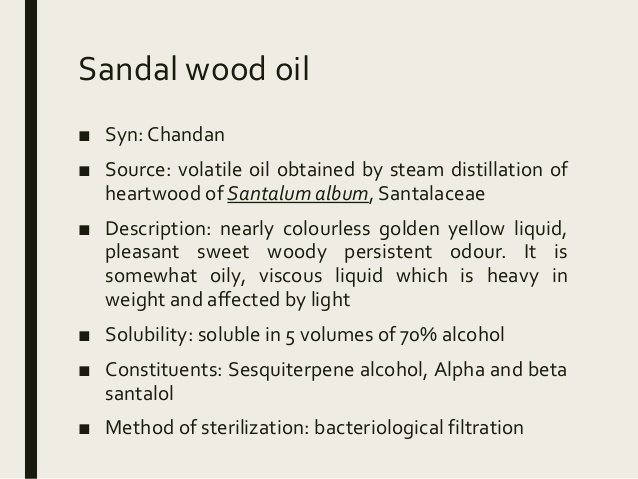 Sandal wood oil
■ Syn: Chandan
■ Source: volatile oil obtained by steam distillation of
heartwood of Santalum album, Santalaceae
■ Description: nearly colourless golden yellow liquid,
pleasant sweet woody persistent odour. It is
somewhat oily, viscous liquid which is heavy in
weight and affected by light
■ Solubility: soluble in 5 volumes of 70% alcohol
■ Constituents: Sesquiterpene alcohol, Alpha and beta
santalol
■ Method of sterilization: bacteriological filtration